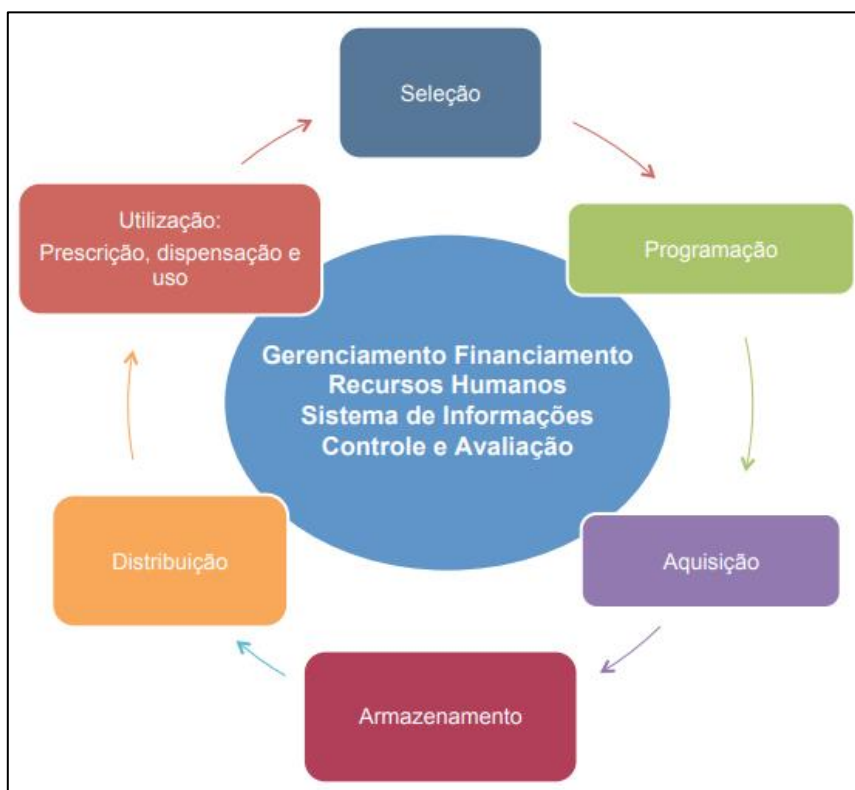 Seleção
Utilização:
Prescrição, dispensação e
uso
Programação
Gerenciamento Financiamento
Recursos Humanos
Sistema de Informações
Controle e Avaliação
Distribuição
Aquisição
Armazenamento